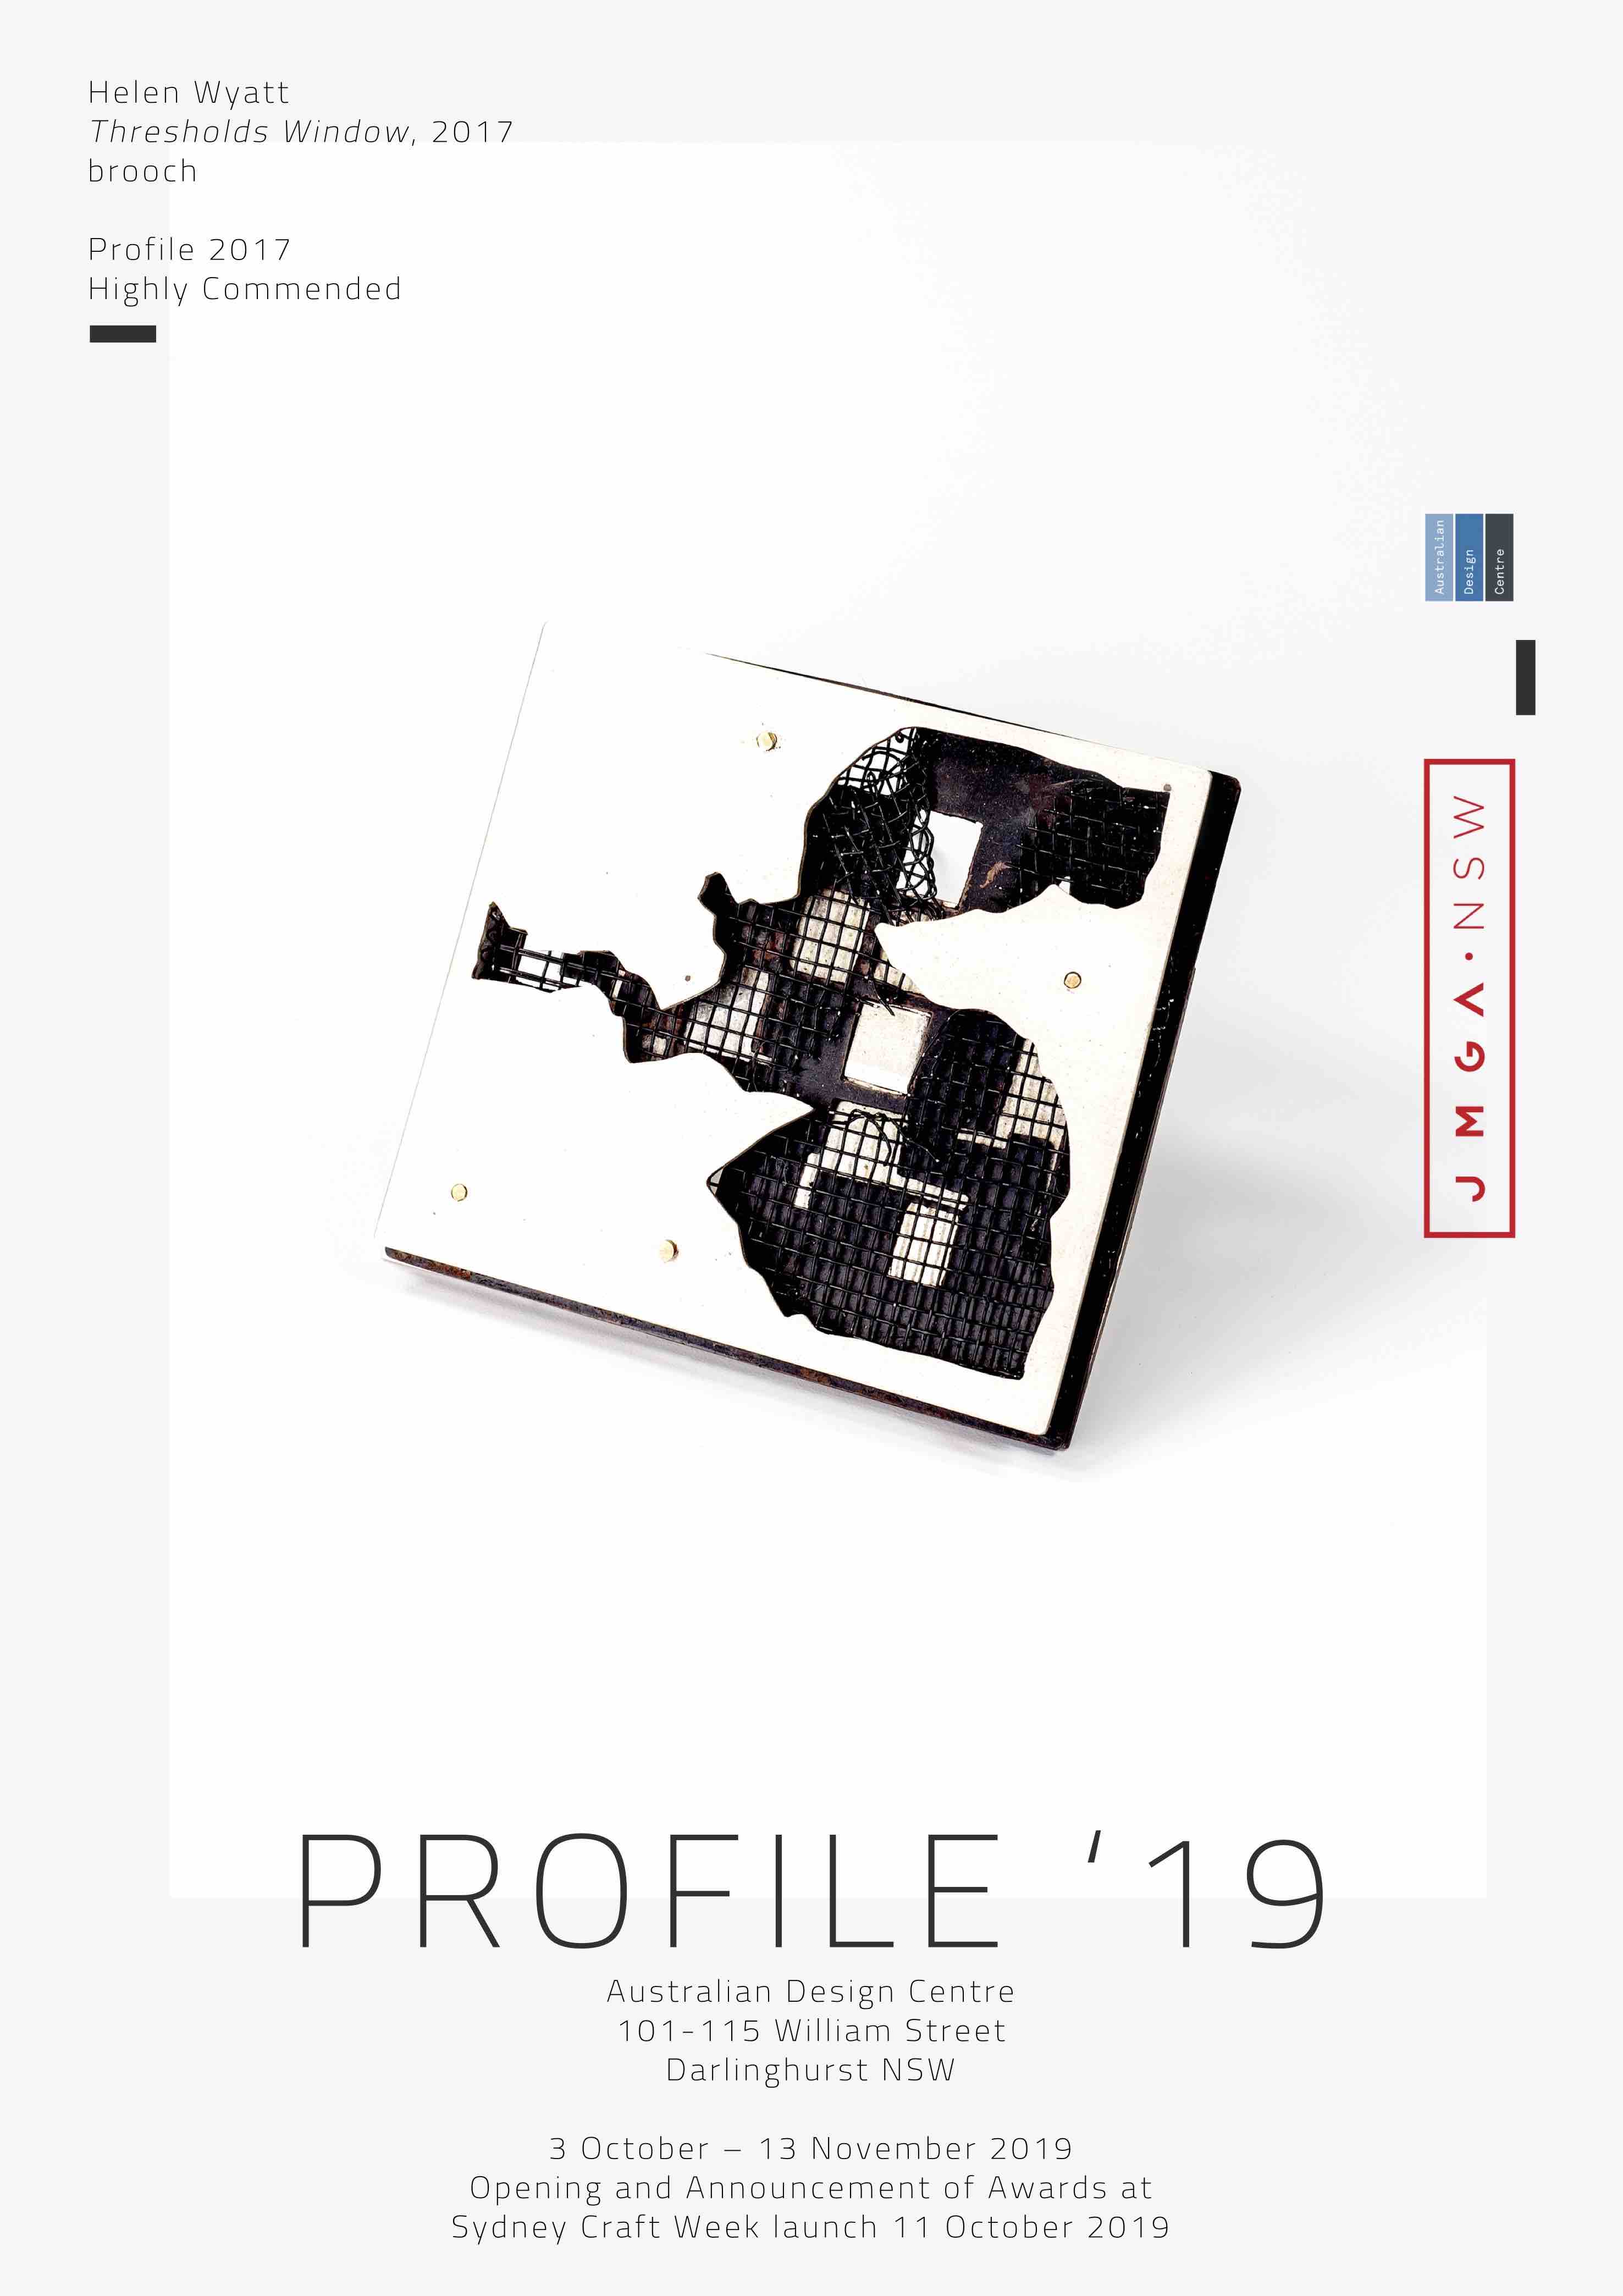 Helen Wyatt
Thresholds Window, 2017
brooch
Profile 2017
Highly Commended
Australian
Design
Centre
JMGA·NSW
PROFILE ‘19
Australian Design Centre
101-115 William Street
Darlinghurst NSW
3 October – 13 November 2019
Opening and Announcement of Awards at
Sydney Craft Week launch 11 October 2019